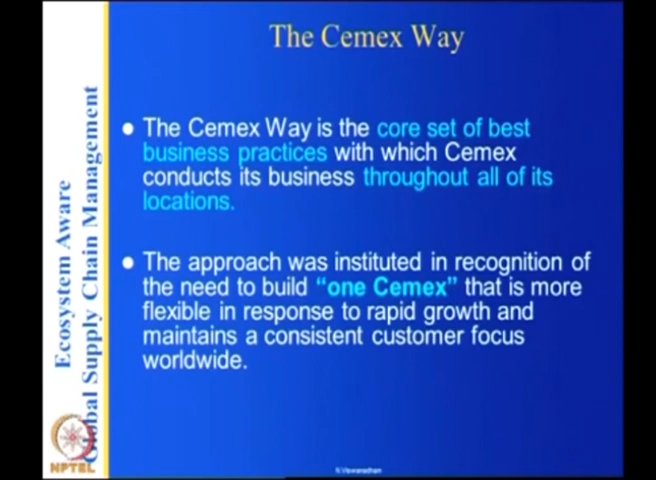 The Cemex Way
Ecosystem Aware
Global Supply Chain Management
● The Cemex Way is the core set of best
business practices with which Cemex
conducts its business throughout all of its
locations.
● The approach was instituted in recognition of
the need to build “one Cemex” that is more
flexible in response to rapid growth and
maintains a consistent customer focus
worldwide.
NPTEL
N.Viswanadham